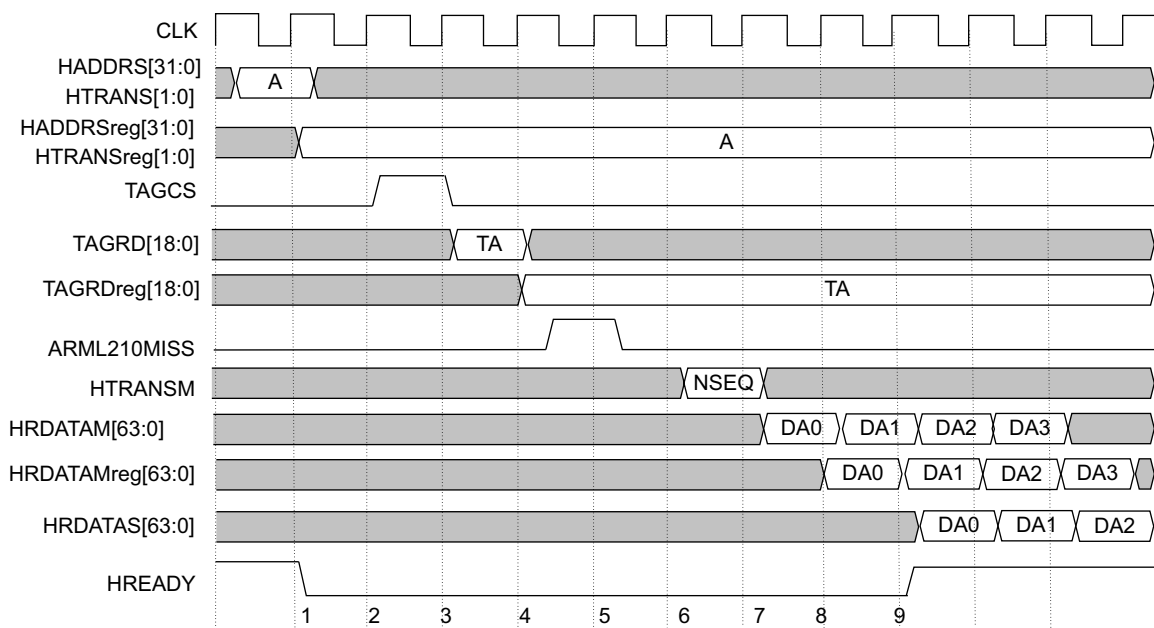 CLK
HADDRS[31:0]
A
HTRANS[1:0]
HADDRSreg[31:0]
A
HTRANSreg[1:0]
TAGCS
TAGRD[18:0] TA
TAGRDreg[18:0] TA
ARML210MISS
HTRANSM NSEQ
HRDATAM[63:0] DA0 DA1 DA2 DA3
HRDATAMreg[63:0] DA0 DA1 DA2 DA3
HRDATAS[63:0] DA0 DA1 DA2
HREADY
1 2 3 4 5 6 7 8 9